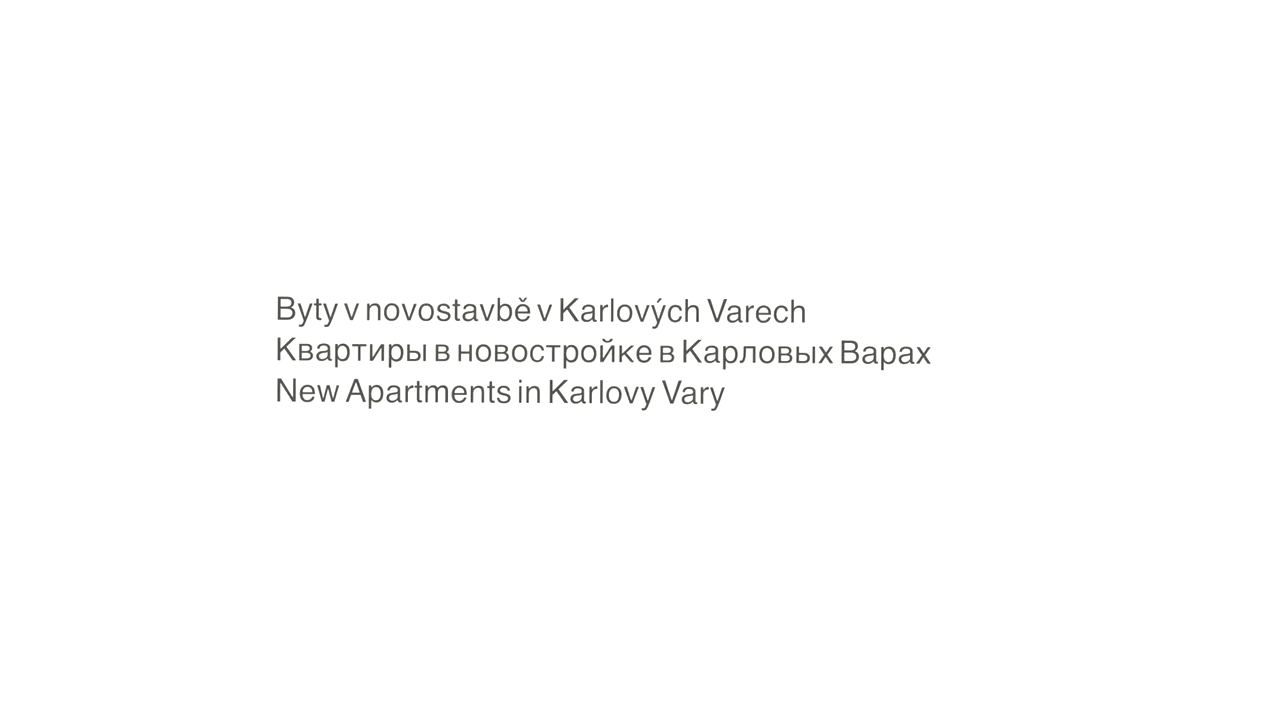 Byty v novostavbě v Karlových Varech
Квартиры в новостройке в Карловых Варах
New Apartments in Karlovy Vary